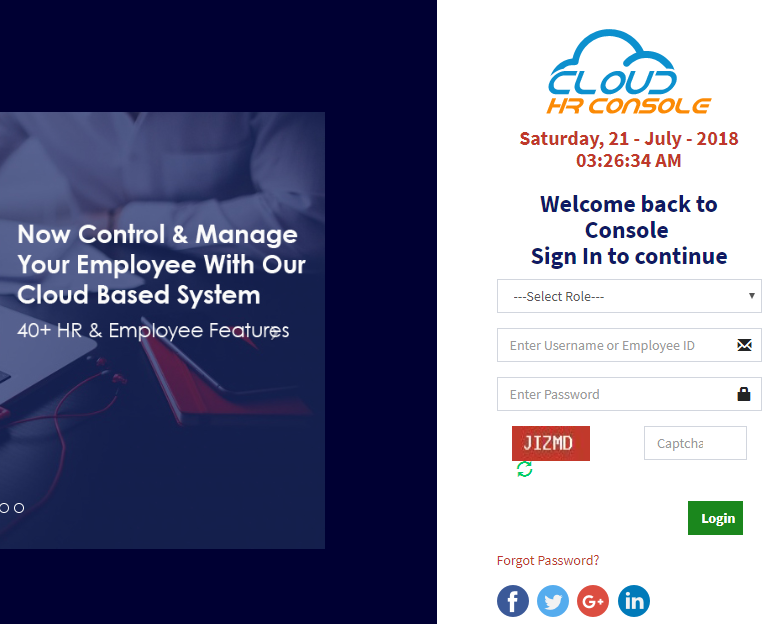 Now Control & Manage
Your Employee With Our
Cloud Based System
40+ HR & Employee Features
CLOUD
HR CONSOLE
Saturday, 21 - July - 2018
03:26:34 AM
Welcome back to
Console
Sign In to continue
---Select Role---
Enter Username or Employee ID
Enter Password
JIZMD
Captcha
Login
Forgot Password?
f
G+
in